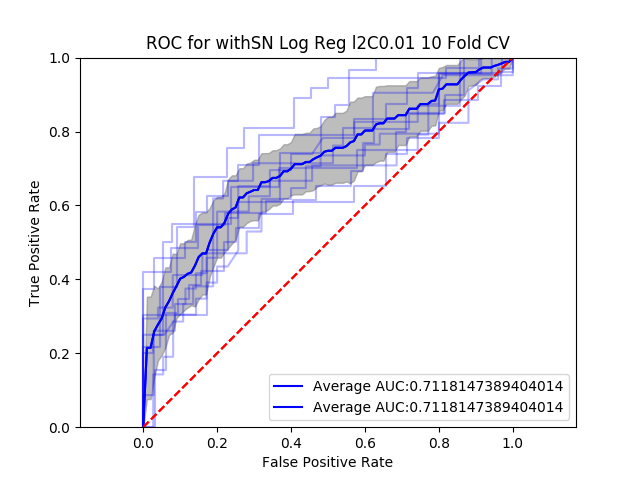 ROC for withSN Log Reg l2C0.01 10 Fold CV
1.0
0.8
0.6
0.4
0.2
0.0
True Positive Rate
Average AUC:0.7118147389404014
Average AUC:0.7118147389404014
0.0 0.2 0.4 0.6 0.8 1.0
False Positive Rate